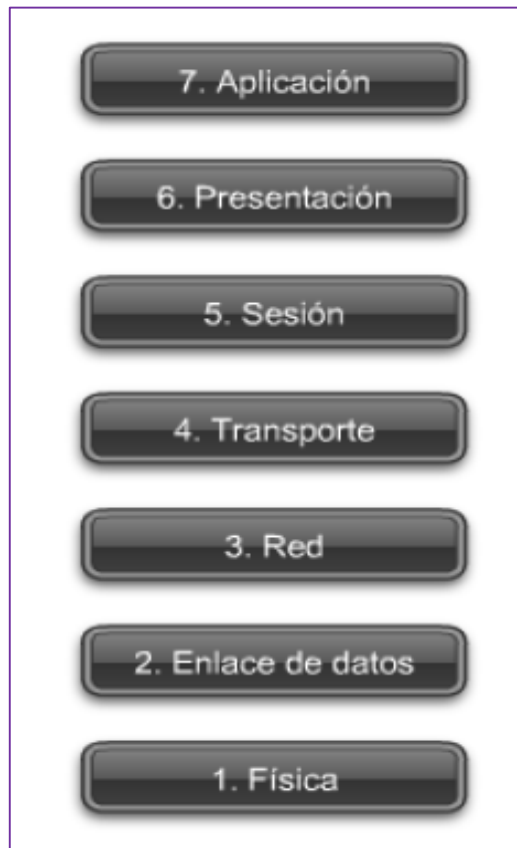 7. Aplicación
6. Presentación
5. Sesión
4. Transporte
3. Red
2. Enlace de datos
1. Física